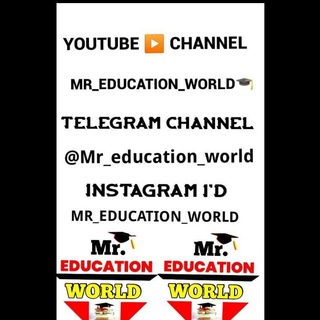 YOUTUBE ▶️ CHANNEL
MR_EDUCATION_WORLD🎓
TELEGRAM CHANNEL
@Mr_education_world
INSTAGRAM I'D
MR_EDUCATION_WORLD
Mr. Mr.
EDUCATION EDUCATION
WORLD WORLD